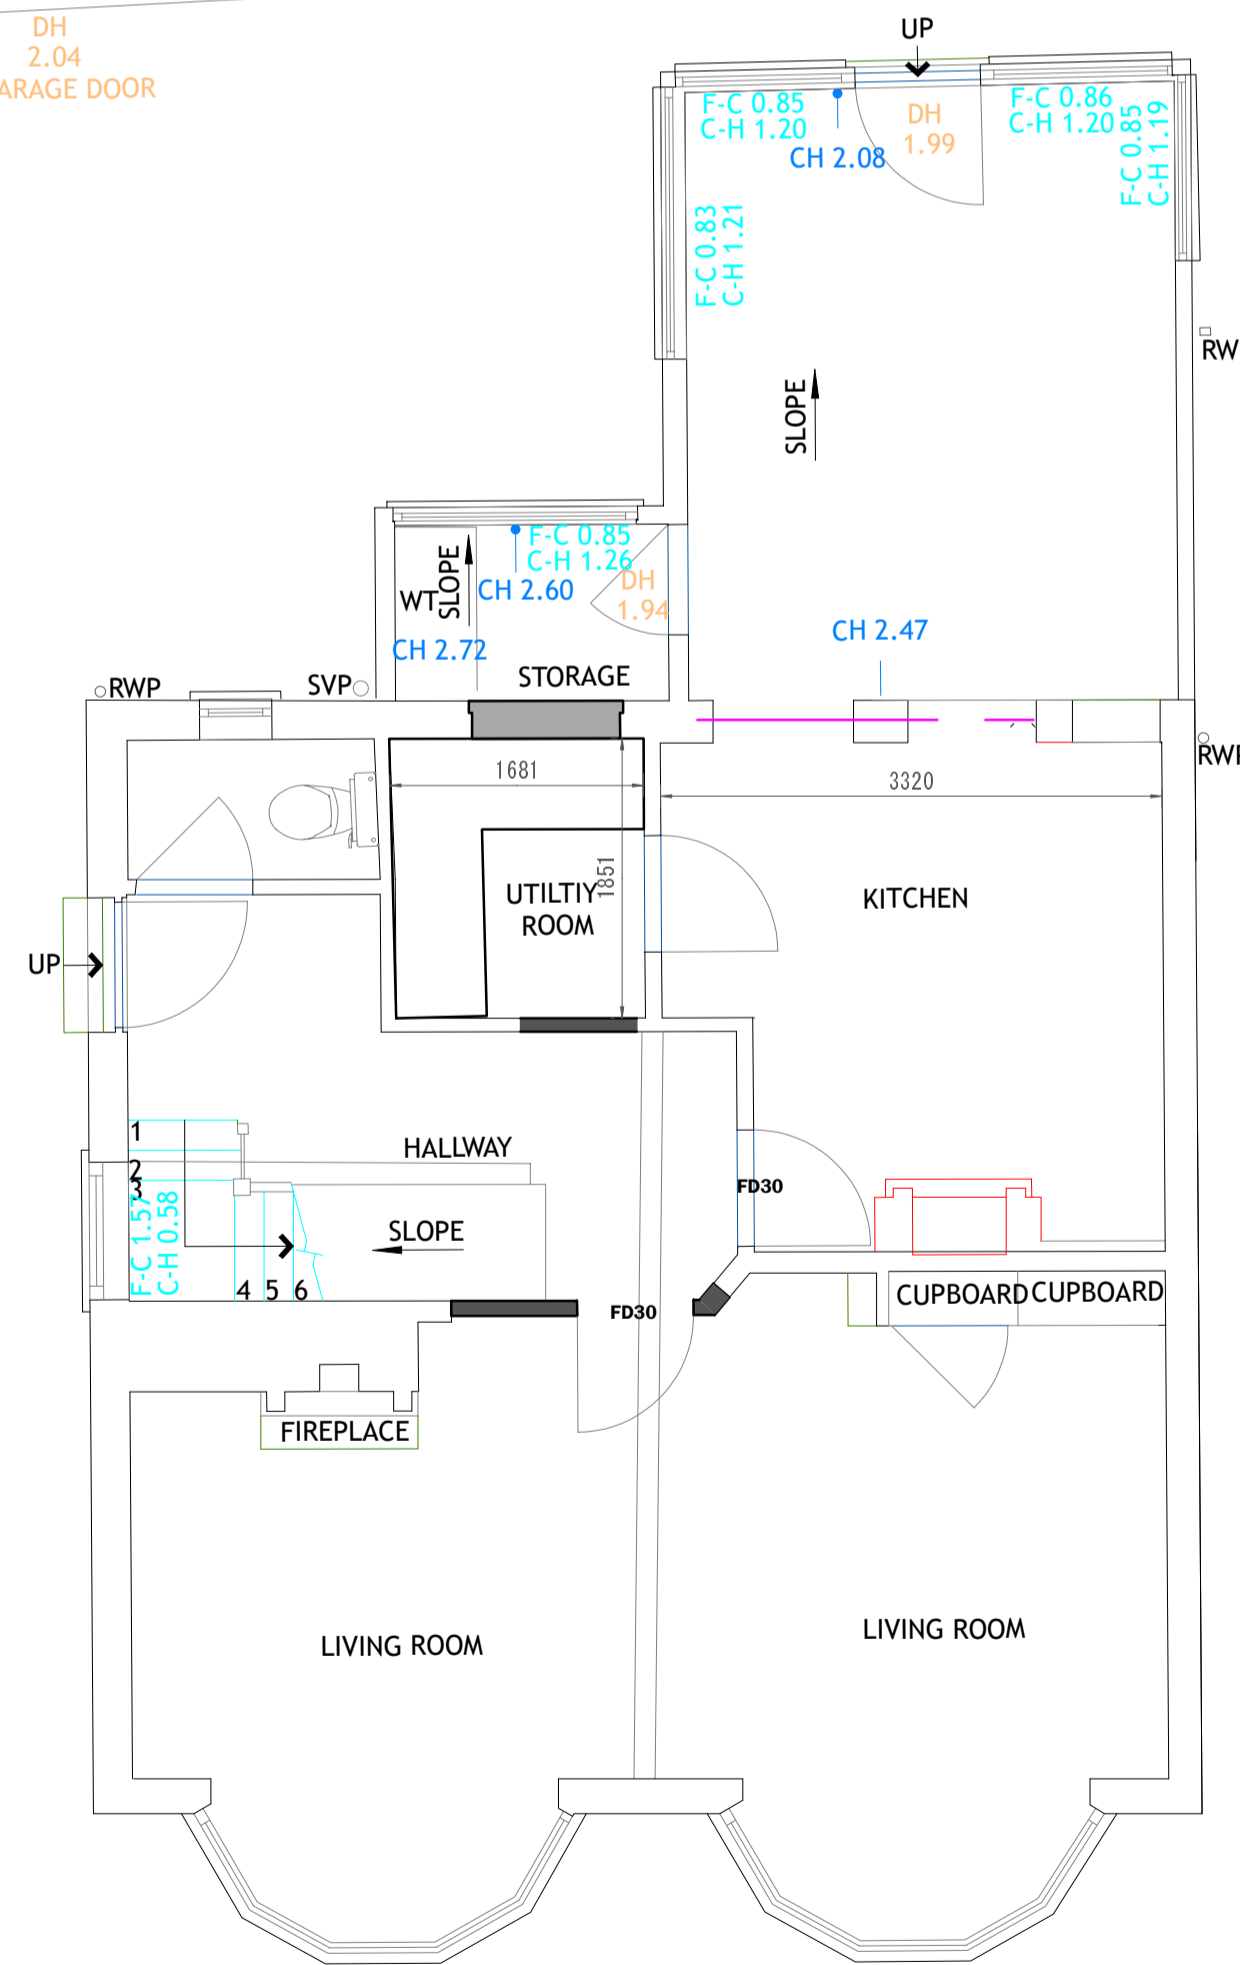 DH
2.04
ARAGE DOOR
UP
F-C 0.85
C-H 1.20
CH 2.08
DH
1.99
F-C 0.86
C-H 1.20
F-C 0.85
C-H 1.19
F-C 0.83
C-H 1.21
RW
SLOPE
F-C 0.85
C-H 1.26
SLOPE
WT
CH 2.60
DH
1.94
CH 2.72
CH 2.47
STORAGE
RWP
SVP
RWP
1681
3320
1851
UTILTIY
ROOM
KITCHEN
UP
1
2
3
HALLWAY
FD30
F-C 1.57
C-H 0.58
SLOPE
4 5 6
FD30
CUPBOARD
CUPBOARD
FIREPLACE
LIVING ROOM
LIVING ROOM